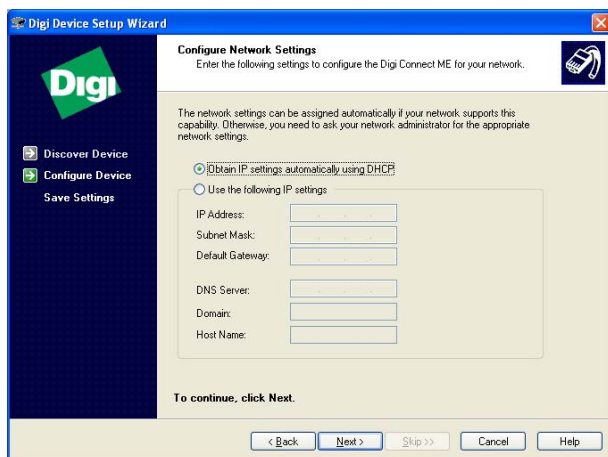 Digi Device Setup Wizard
Digi
Discover Device
Configure Device
Save Settings
Configure Network Settings
Enter the following settings to configure the Digi Connect ME for your network.
The network settings can be assigned automatically if your network supports this
capability. Otherwise, you need to ask your network administrator for the appropriate
network settings.
Obtain IP settings automatically using DHCP
Use the following IP settings
IP Address:
Subnet Mask:
Default Gateway:
DNS Server:
Domain:
Host Name:
To continue, click Next.
< Back
Next >
Skip >>
Cancel
Help